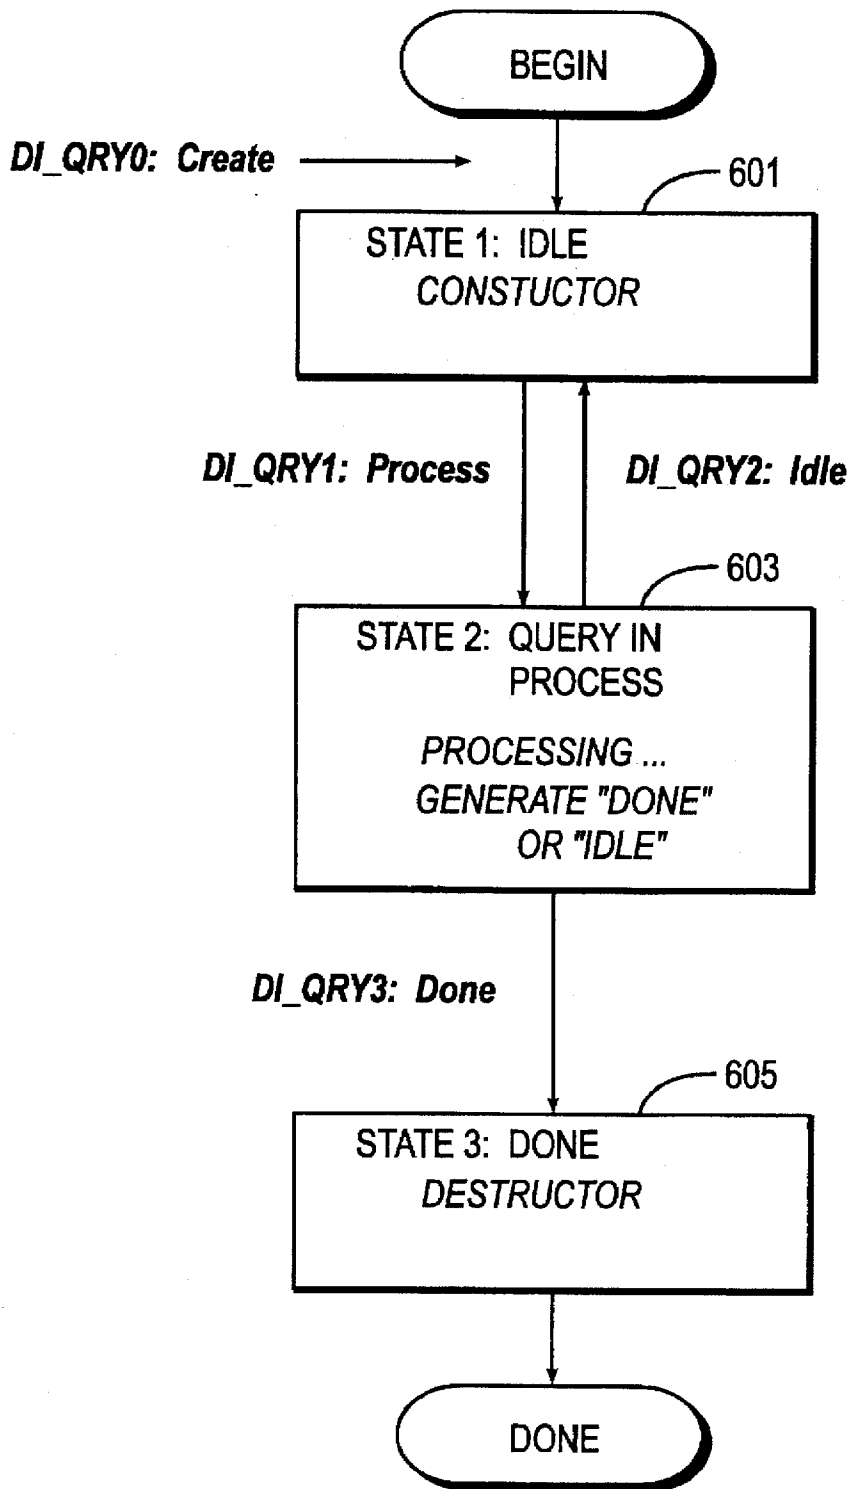 BEGIN
DI_QRY0: Create
601
STATE 1: IDLE
CONSTUCTOR
DI_QRY1: Process
DI_QRY2: Idle
603
STATE 2: QUERY IN
PROCESS
PROCESSING ...
GENERATE "DONE"
OR "IDLE"
DI_QRY3: Done
605
STATE 3: DONE
DESTRUCTOR
DONE